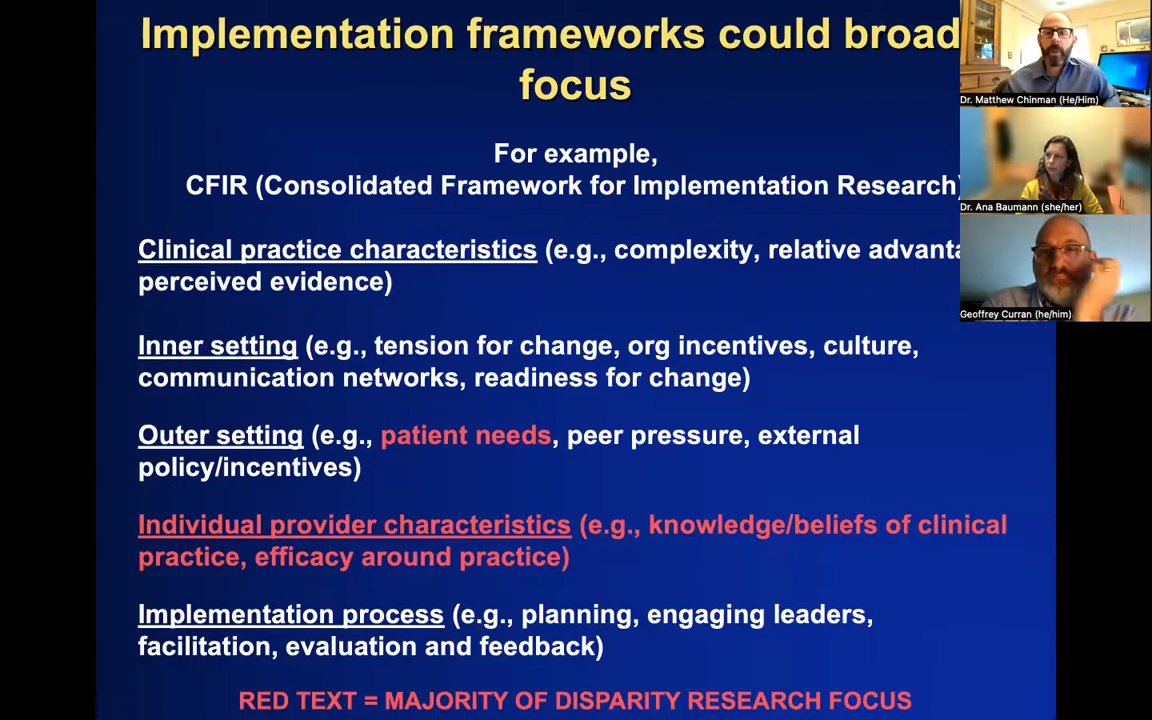 Implementation frameworks could broad
focus
For example,
CFIR (Consolidated Framework for Implementation Research)
Clinical practice characteristics (e.g., complexity, relative advanta
perceived evidence)
Inner setting (e.g., tension for change, org incentives, culture,
communication networks, readiness for change)
Outer setting (e.g., patient needs, peer pressure, external
policy/incentives)
Individual provider characteristics (e.g., knowledge/beliefs of clinical
practice, efficacy around practice)
Implementation process (e.g., planning, engaging leaders,
facilitation, evaluation and feedback)
RED TEXT = MAJORITY OF DISPARITY RESEARCH FOCUS
Dr. Matthew Chinman (He/Him)
Dr. Ana Baumann (she/her)
Geoffrey Curran (he/him)